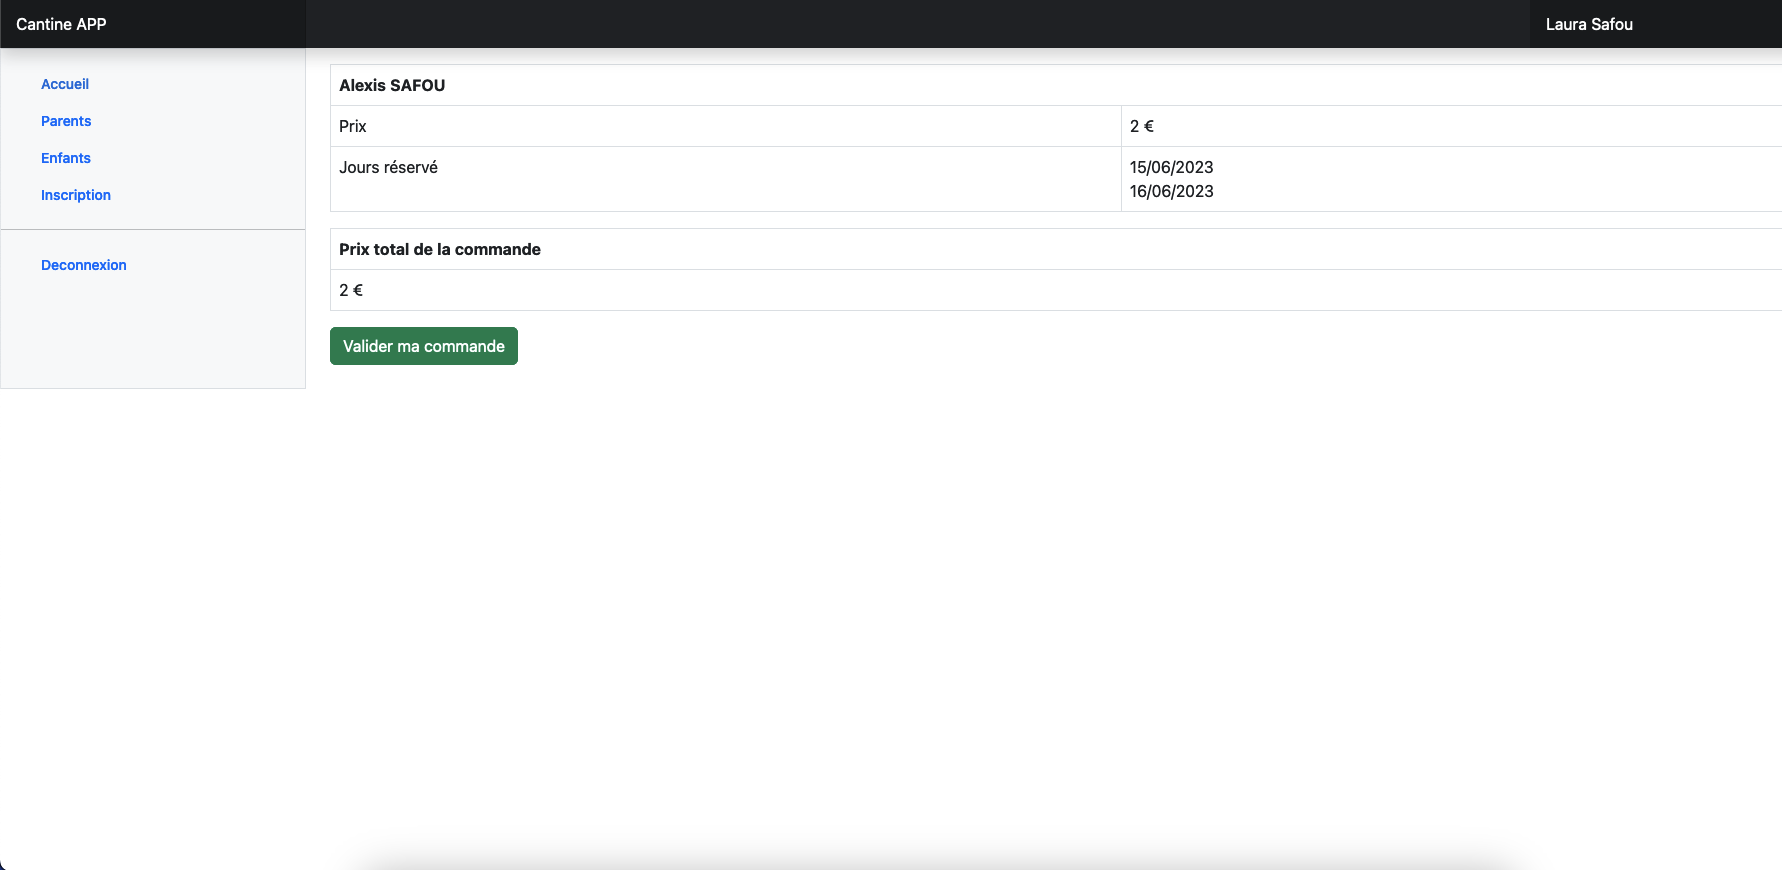 Cantine APP
Laura Safou
Accueil
Parents
Enfants
Inscription
Deconnexion
Alexis SAFOU
Prix
2 €
Jours réservé
15/06/2023
16/06/2023
Prix total de la commande
2 €
Valider ma commande